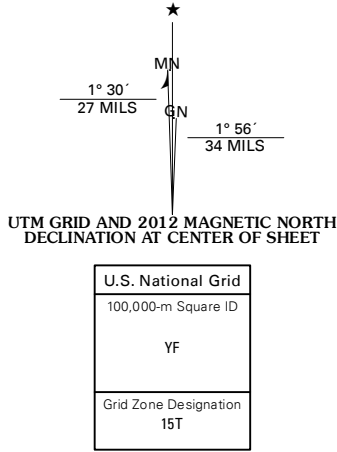 ★
MN
1° 30´
27 MILS
GN
1° 56´
34 MILS
UTM GRID AND 2012 MAGNETIC NORTH
DECLINATION AT CENTER OF SHEET
U.S. National Grid
100,000-m Square ID
YF
Grid Zone Designation
15T